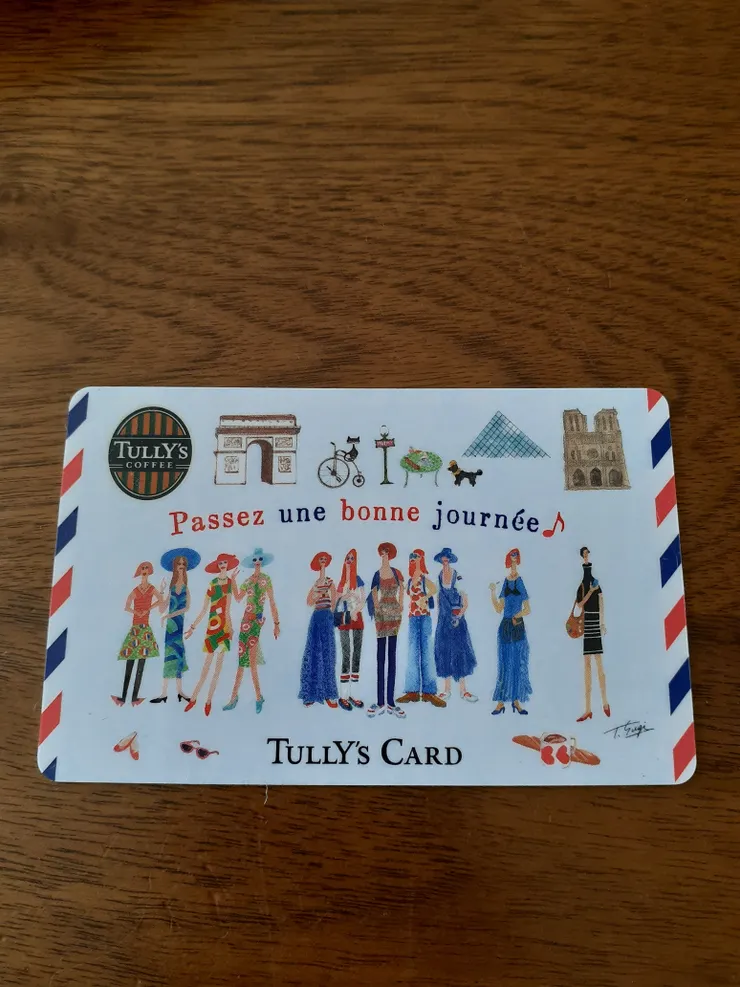 TULLY'S
COFFEE
Passez une bonne journée
TULLY'S CARD